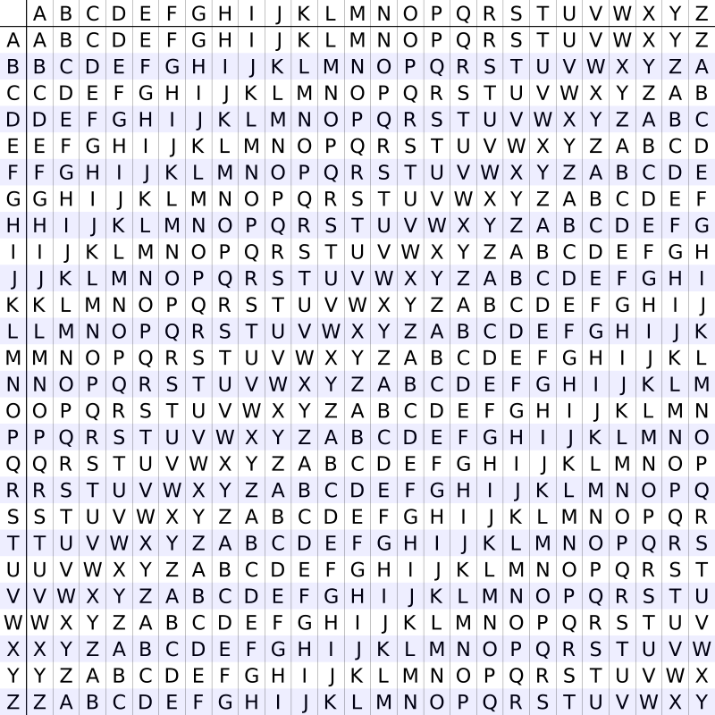 A B C D E F G H I J K L M N O P Q R S T U V W X Y Z
A A B C D E F G H I J K L M N O P Q R S T U V W X Y Z
B B C D E F G H I J K L M N O P Q R S T U V W X Y Z A
C C D E F G H I J K L M N O P Q R S T U V W X Y Z A B
D D E F G H I J K L M N O P Q R S T U V W X Y Z A B C
E E F G H I J K L M N O P Q R S T U V W X Y Z A B C D
F F G H I J K L M N O P Q R S T U V W X Y Z A B C D E
G G H I J K L M N O P Q R S T U V W X Y Z A B C D E F
H H I J K L M N O P Q R S T U V W X Y Z A B C D E F G
I I J K L M N O P Q R S T U V W X Y Z A B C D E F G H
J J K L M N O P Q R S T U V W X Y Z A B C D E F G H I
K K L M N O P Q R S T U V W X Y Z A B C D E F G H I J
L L M N O P Q R S T U V W X Y Z A B C D E F G H I J K
M M N O P Q R S T U V W X Y Z A B C D E F G H I J K L
N N O P Q R S T U V W X Y Z A B C D E F G H I J K L M
O O P Q R S T U V W X Y Z A B C D E F G H I J K L M N
P P Q R S T U V W X Y Z A B C D E F G H I J K L M N O
Q Q R S T U V W X Y Z A B C D E F G H I J K L M N O P
R R S T U V W X Y Z A B C D E F G H I J K L M N O P Q
S S T U V W X Y Z A B C D E F G H I J K L M N O P Q R
T T U V W X Y Z A B C D E F G H I J K L M N O P Q R S
U U V W X Y Z A B C D E F G H I J K L M N O P Q R S T
V V W X Y Z A B C D E F G H I J K L M N O P Q R S T U
W W X Y Z A B C D E F G H I J K L M N O P Q R S T U V
X X Y Z A B C D E F G H I J K L M N O P Q R S T U V W
Y Y Z A B C D E F G H I J K L M N O P Q R S T U V W X
Z Z A B C D E F G H I J K L M N O P Q R S T U V W X Y